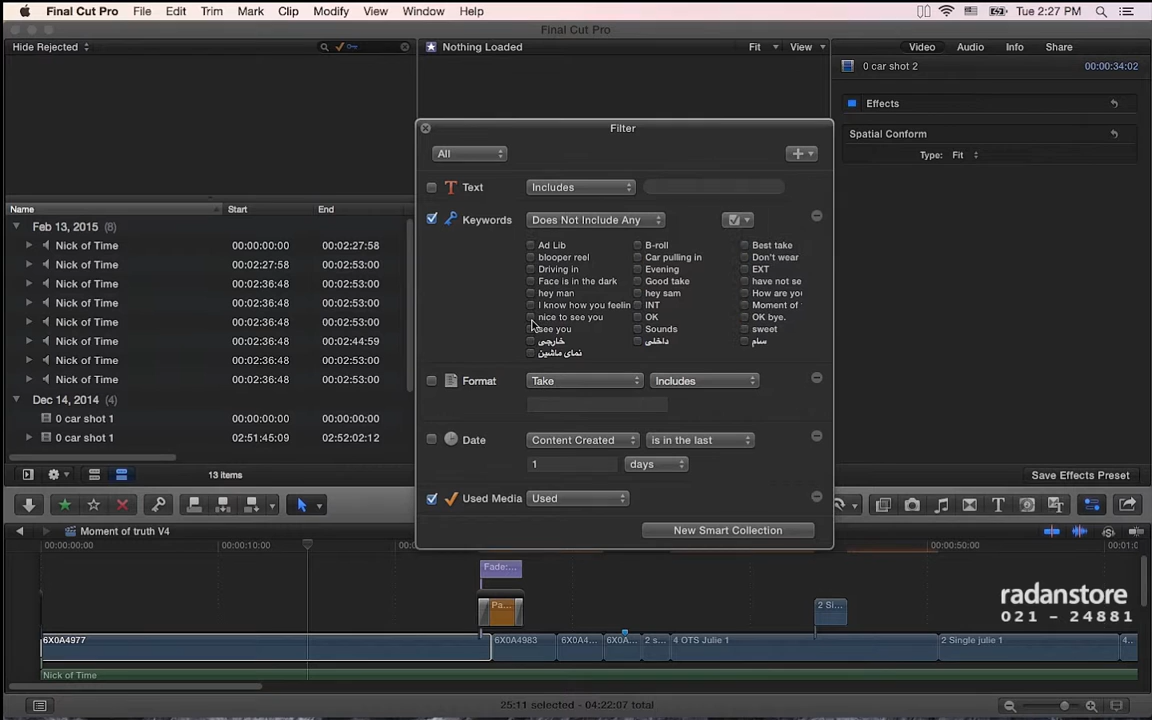 Final Cut Pro File Edit Trim Mark Clip Modify View Window Help Tue 2:27 PM
Final Cut Pro
Hide Rejected Nothing Loaded Fit View Video Audio Info Share
0 car shot 2 00:00:34:02
Effects
Spatial Conform
Type: Fit
Name Start End
Feb 13, 2015 (8)
Nick of Time 00:00:00:00 00:02:27:58
Nick of Time 00:02:27:58 00:02:53:00
Nick of Time 00:00:00:00 00:02:36:48
Nick of Time 00:02:36:48 00:02:53:00
Nick of Time 00:00:00:00 00:02:36:48
Nick of Time 00:02:36:48 00:02:44:59
Nick of Time 00:02:36:48 00:02:53:00
Nick of Time 00:02:36:48 00:02:53:00
Dec 14, 2014 (4)
0 car shot 1 00:00:00:00 00:00:00:00
0 car shot 1 02:51:45:09 02:52:02:12
13 items
Filter
All
Text Includes
Keywords Does Not Include Any
Ad Lib B-roll Best take
blooper reel Car pulling in Don't wear
Driving in Evening EXT
Face is in the dark Good take have not se
hey man hey sam How are you
I know how you feelin INT Moment of
nice to see you OK OK bye.
see you Sounds sweet
خارجی داخلی سام
نمای ماشین
Format Take Includes
Date Content Created is in the last
1 days
Used Media Used
New Smart Collection
Save Effects Preset
Moment of truth V4
00:00:00:00 00:00:10:00 00:0 00:00:50:00 00:01:0
Fade:...
Pa... 2 Si...
6X0A4977 6X0A4983 6X0A4... 6X0A... 2 s... 4 OTS Julie 1 2 Single julie 1 4..
Nick of Time
radanstore
021 - 24881
25:11 selected - 04:22:07 total